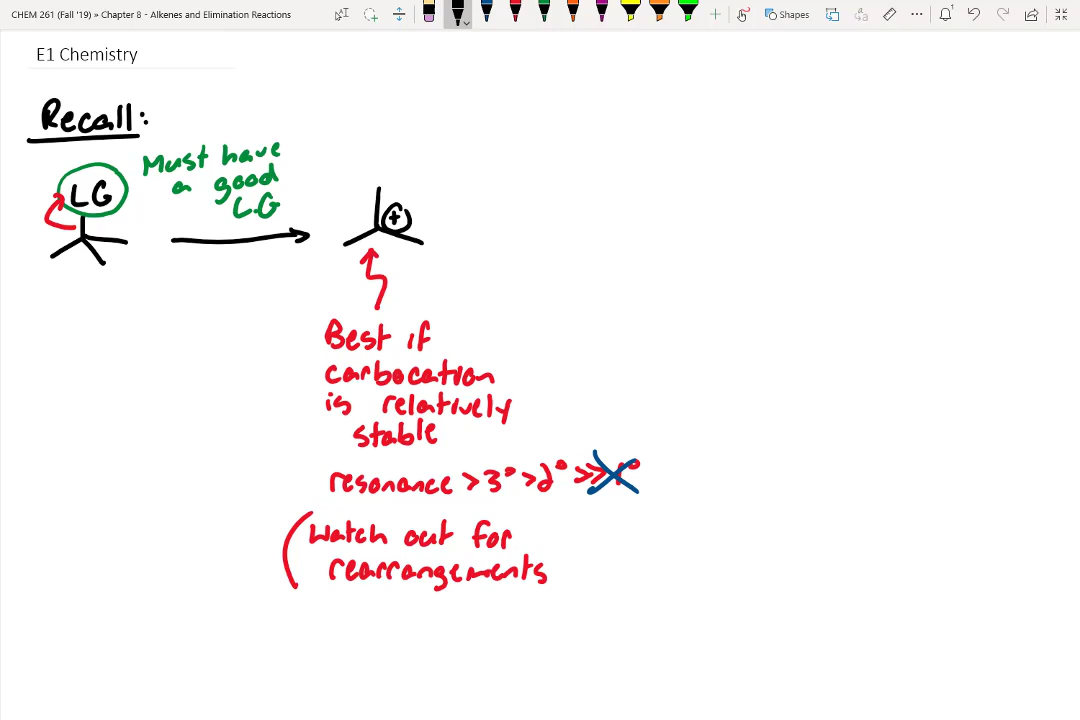 CHEM 261 (Fall '19) > Chapter 8 - Alkenes and Elimination Reactions
Shapes
E1 Chemistry
Recall:
Must have
a good
LG
LG
+
Best if
carbocation
is relatively
stable
resonance > 3° > 2° >>> 1°
(Watch out for
rearrangements